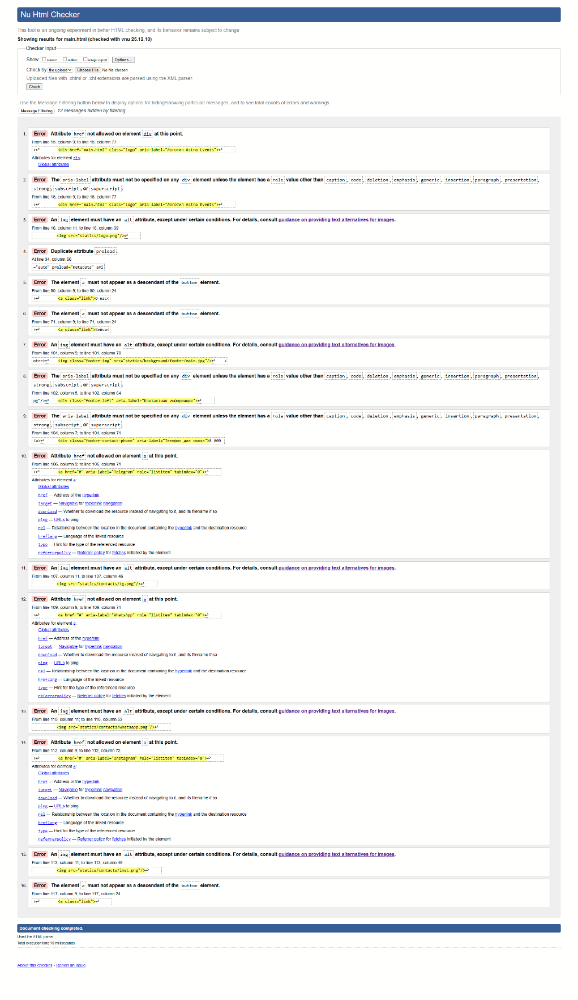 Nu Html Checker
This tool is an ongoing experiment in better HTML checking, and its behavior remains subject to change
Showing results for main.html (checked with vnu 25.12.10)
Checker Input
Show source outline image report Options...
Check by file upload Choose File No file chosen
Uploaded files with .xhtml or .xht extensions are parsed using the XML parser.
Check
Use the Message Filtering button below to display options for hiding/showing particular messages, and to see total counts of errors and warnings
Message Filtering 12 messages hidden by filtering
1. Error Attribute href not allowed on element div at this point.
From line 15, column 9; to line 15, column 77
>↩ <div href="main.html" class="logo" aria-label="Логотип Astra Events">↩
Attributes for element div:
Global attributes
2. Error The aria-label attribute must not be specified on any div element unless the element has a role value other than caption, code, deletion, emphasis, generic, insertion, paragraph, presentation,
strong, subscript, or superscript.
From line 15, column 9; to line 15, column 77
>↩ <div href="main.html" class="logo" aria-label="Логотип Astra Events">↩
3. Error An img element must have an alt attribute, except under certain conditions. For details, consult guidance on providing text alternatives for images.
From line 16, column 11; to line 16, column 39
<img src="statics/logo.png"/>↩
4. Error Duplicate attribute preload.
At line 34, column 66
="auto" preload="metadata" ari
5. Error The element a must not appear as a descendant of the button element.
From line 50, column 9; to line 50, column 24
>↩ <a class="link">О нас<
6. Error The element a must not appear as a descendant of the button element.
From line 71, column 9; to line 71, column 24
>↩ <a class="link">Кейсы<
7. Error An img element must have an alt attribute, except under certain conditions. For details, consult guidance on providing text alternatives for images.
From line 101, column 5; to line 101, column 70
oter>↩ <img class="footer-img" src="statics/background/footer/main.jpg"/>↩ <
8. Error The aria-label attribute must not be specified on any div element unless the element has a role value other than caption, code, deletion, emphasis, generic, insertion, paragraph, presentation,
strong, subscript, or superscript.
From line 102, column 5; to line 102, column 64
pg"/>↩ <div class="footer-left" aria-label="Контактная информация">↩
9. Error The aria-label attribute must not be specified on any div element unless the element has a role value other than caption, code, deletion, emphasis, generic, insertion, paragraph, presentation,
strong, subscript, or superscript.
From line 104, column 7; to line 104, column 71
/a>↩ <div class="footer-contact-phone" aria-label="Телефон для связи">8 800
10. Error Attribute href not allowed on element a at this point.
From line 106, column 9; to line 106, column 71
>↩ <a href="#" aria-label="Telegram" role="listitem" tabindex="0">↩
Attributes for element a:
Global attributes
href — Address of the hyperlink
target — Navigable for hyperlink navigation
download — Whether to download the resource instead of navigating to it, and its filename if so
ping — URLs to ping
rel — Relationship between the location in the document containing the hyperlink and the destination resource
hreflang — Language of the linked resource
type — Hint for the type of the referenced resource
referrerpolicy — Referrer policy for fetches initiated by the element
11. Error An img element must have an alt attribute, except under certain conditions. For details, consult guidance on providing text alternatives for images.
From line 107, column 11; to line 107, column 46
<img src="statics/contacts/tg.png"/>↩
12. Error Attribute href not allowed on element a at this point.
From line 109, column 9; to line 109, column 71
>↩ <a href="#" aria-label="WhatsApp" role="listitem" tabindex="0">↩
Attributes for element a:
Global attributes
href — Address of the hyperlink
target — Navigable for hyperlink navigation
download — Whether to download the resource instead of navigating to it, and its filename if so
ping — URLs to ping
rel — Relationship between the location in the document containing the hyperlink and the destination resource
hreflang — Language of the linked resource
type — Hint for the type of the referenced resource
referrerpolicy — Referrer policy for fetches initiated by the element
13. Error An img element must have an alt attribute, except under certain conditions. For details, consult guidance on providing text alternatives for images.
From line 110, column 11; to line 110, column 52
<img src="statics/contacts/whatsapp.png"/>↩
14. Error Attribute href not allowed on element a at this point.
From line 112, column 9; to line 112, column 72
>↩ <a href="#" aria-label="Instagram" role="listitem" tabindex="0">↩
Attributes for element a:
Global attributes
href — Address of the hyperlink
target — Navigable for hyperlink navigation
download — Whether to download the resource instead of navigating to it, and its filename if so
ping — URLs to ping
rel — Relationship between the location in the document containing the hyperlink and the destination resource
hreflang — Language of the linked resource
type — Hint for the type of the referenced resource
referrerpolicy — Referrer policy for fetches initiated by the element
15. Error An img element must have an alt attribute, except under certain conditions. For details, consult guidance on providing text alternatives for images.
From line 113, column 11; to line 113, column 48
<img src="statics/contacts/inst.png"/>↩
16. Error The element a must not appear as a descendant of the button element.
From line 117, column 9; to line 117, column 24
>↩ <a class="link">↩
Document checking completed.
Used the HTML parser.
Total execution time 10 milliseconds.
About this checker • Report an issue